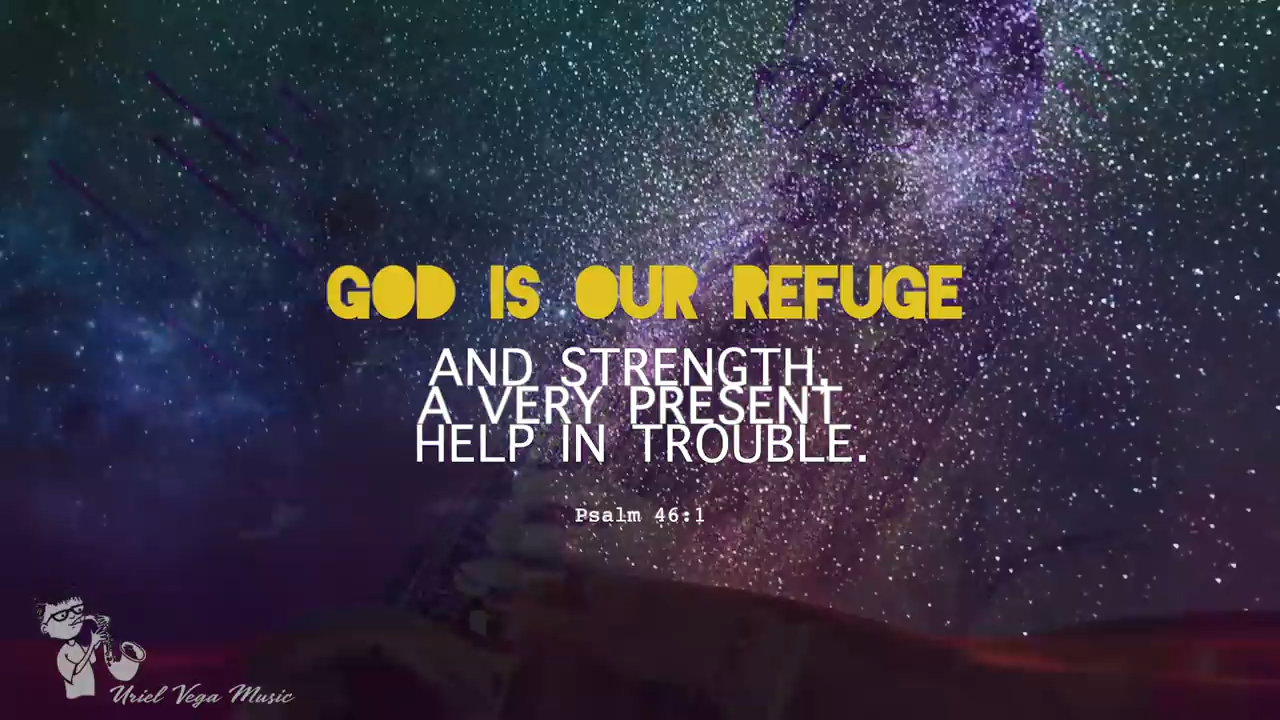 GOD IS OUR REFUGE
AND STRENGTH,
A VERY PRESENT
HELP IN TROUBLE.
Psalm 46:1
Uriel Vega Music